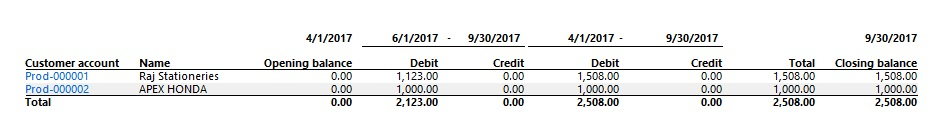 4/1/2017 6/1/2017 - 9/30/2017 4/1/2017 - 9/30/2017 9/30/2017
Customer account Name Opening balance Debit Credit Debit Credit Total Closing balance
Prod-000001 Raj Stationeries 0.00 1,123.00 0.00 1,508.00 0.00 1,508.00 1,508.00
Prod-000002 APEX HONDA 0.00 1,000.00 0.00 1,000.00 0.00 1,000.00 1,000.00
Total 0.00 2,123.00 0.00 2,508.00 0.00 2,508.00 2,508.00